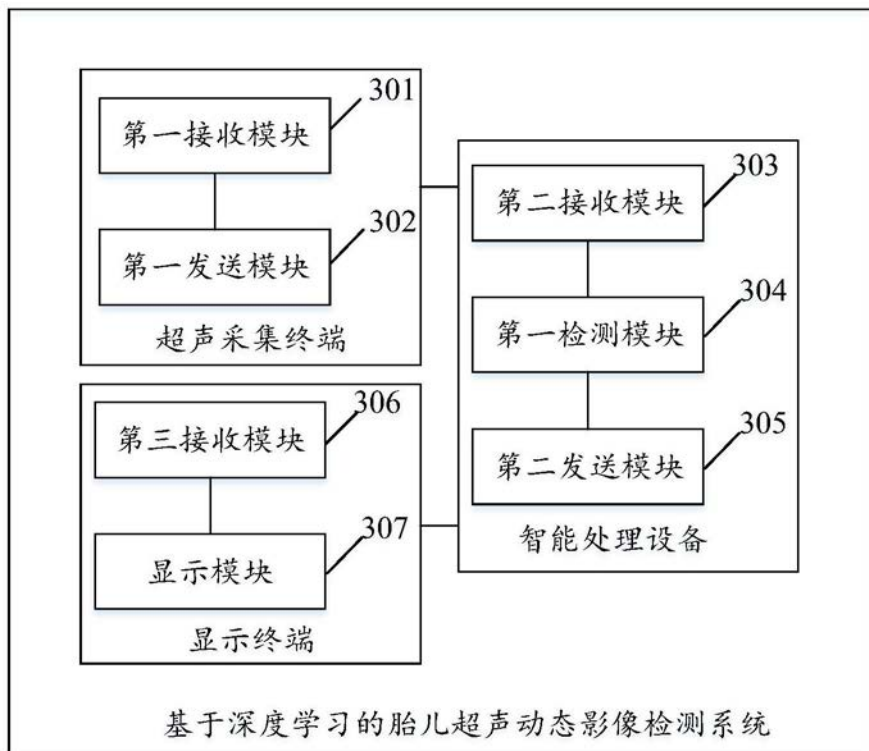 301
第一接收模块
302
第一发送模块
超声采集终端
303
第二接收模块
304
第一检测模块
305
第二发送模块
智能处理设备
306
第三接收模块
307
显示模块
显示终端
基于深度学习的胎儿超声动态影像检测系统